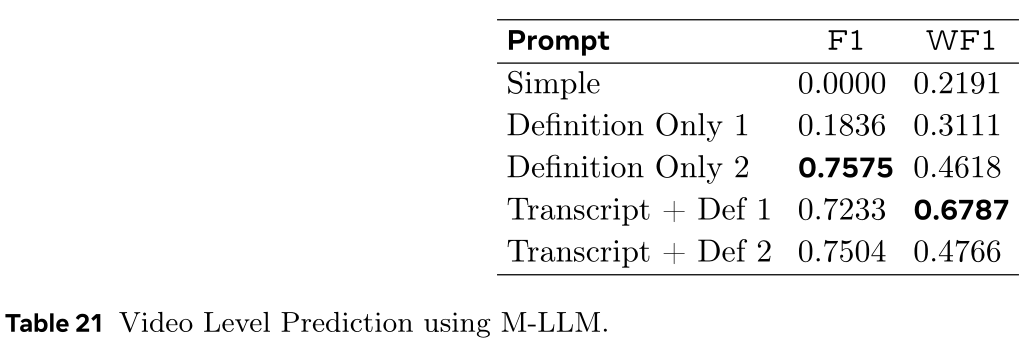 Prompt F1 WF1
Simple 0.0000 0.2191
Definition Only 1 0.1836 0.3111
Definition Only 2 0.7575 0.4618
Transcript + Def 1 0.7233 0.6787
Transcript + Def 2 0.7504 0.4766
Table 21 Video Level Prediction using M-LLM.